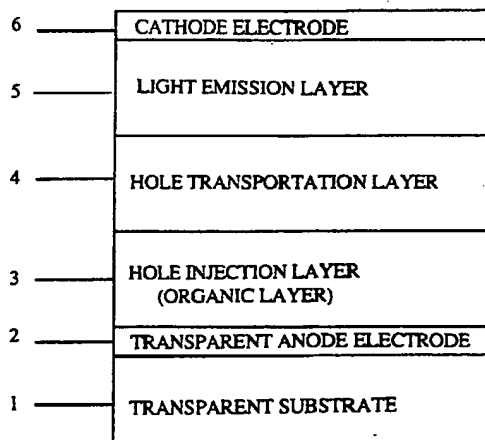 6 CATHODE ELECTRODE
5 LIGHT EMISSION LAYER
4 HOLE TRANSPORTATION LAYER
3 HOLE INJECTION LAYER
(ORGANIC LAYER)
2 TRANSPARENT ANODE ELECTRODE
1 TRANSPARENT SUBSTRATE